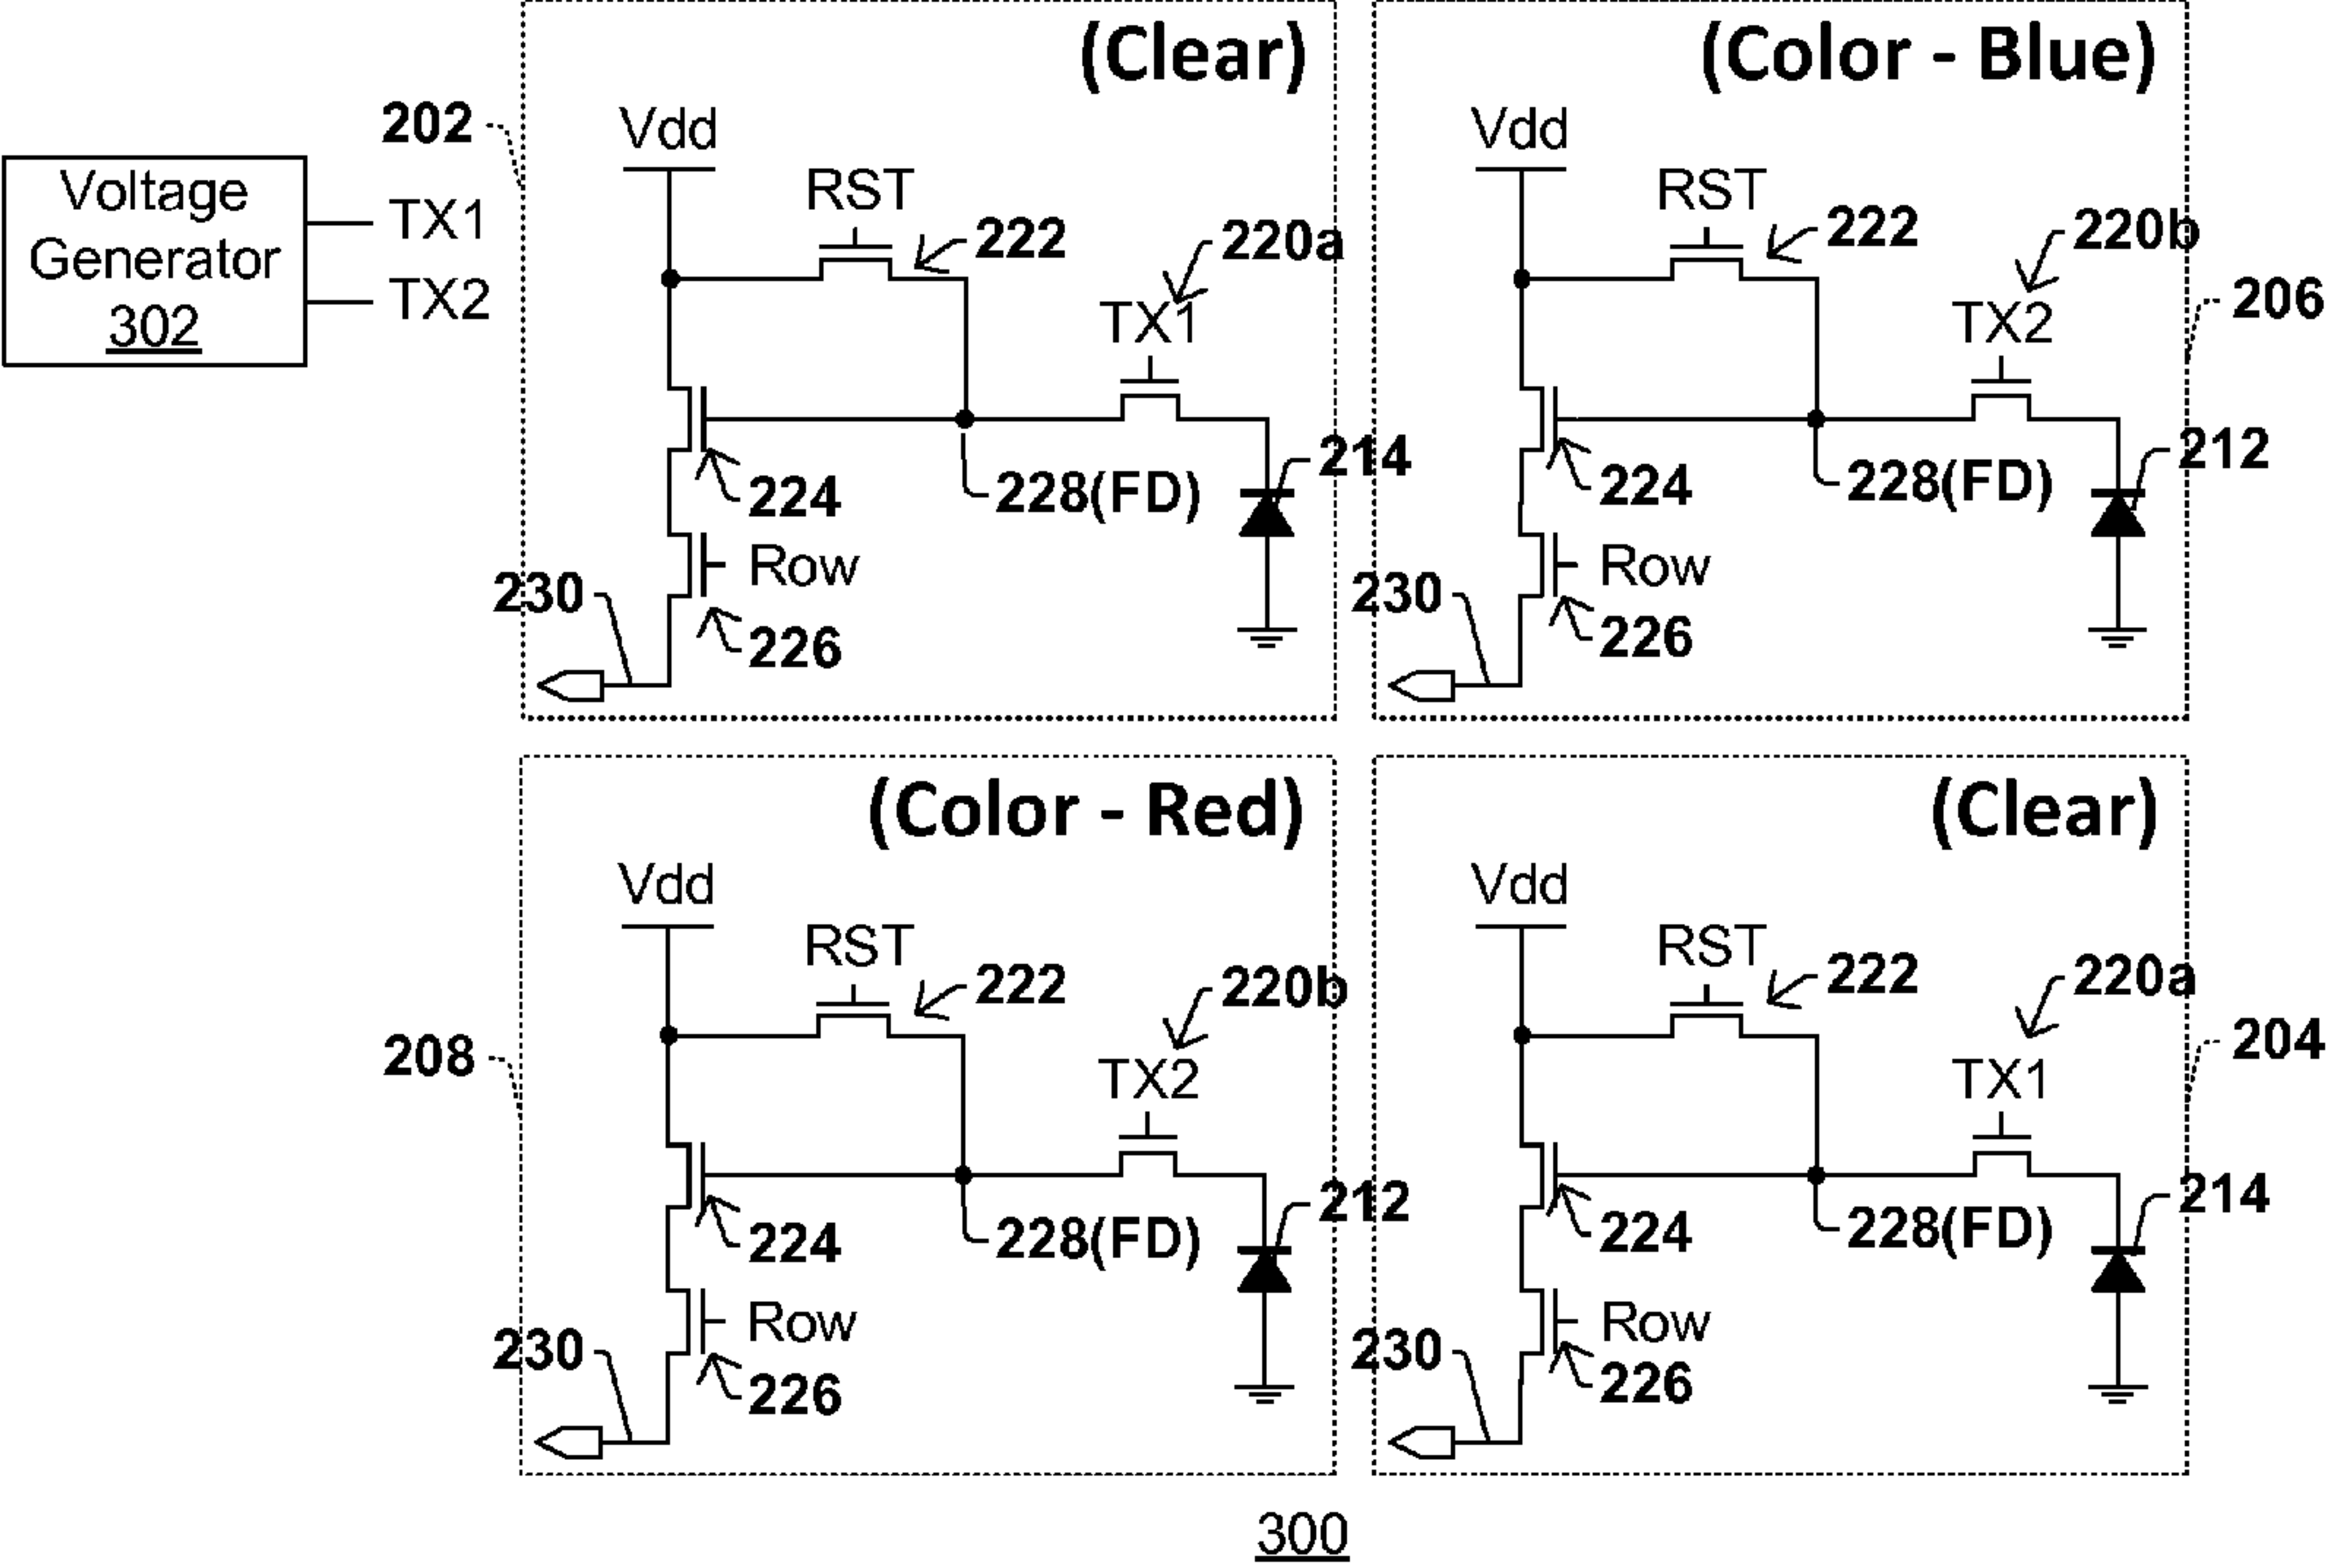 Voltage
Generator
302
TX1
TX2
202
(Clear)
Vdd
RST
222
220a
TX1
214
224
228(FD)
Row
230
226
(Color - Blue)
Vdd
RST
222
220b
206
TX2
212
224
228(FD)
Row
230
226
(Color - Red)
Vdd
RST
222
220b
208
TX2
212
224
228(FD)
Row
230
226
(Clear)
Vdd
RST
222
220a
204
TX1
214
224
228(FD)
Row
230
226
300